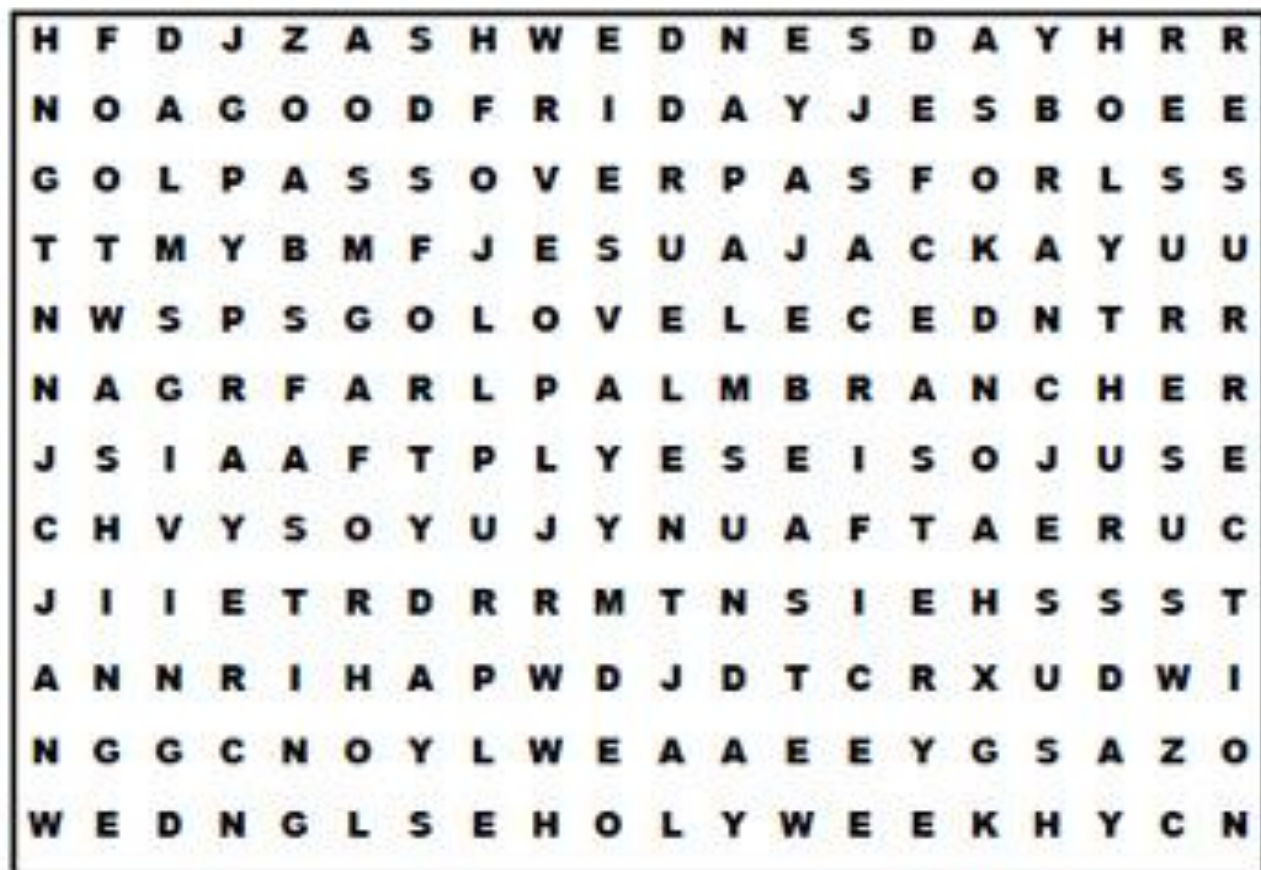 H F D J Z A S H W E D N E S D A Y H R R
N O A G O O D F R I D A Y J E S B O E E
G O L P A S S O V E R P A S F O R L S S
T T M Y B M F J E S U A J A C K A Y U U
N W S P S G O L O V E L E C E D N T R R
N A G R F A R L P A L M B R A N C H E R
J S I A A F T P L Y E S E I S O J U S E
C H V Y S O Y U J Y N U A F T A E R U C
J I I E T R D R R M T N S I E H S S S T
A N N R I H A P W D J D T C R X U D W I
N G G C N O Y L W E A A E E Y G S A Z O
W E D N G L S E H O L Y W E E K H Y C N